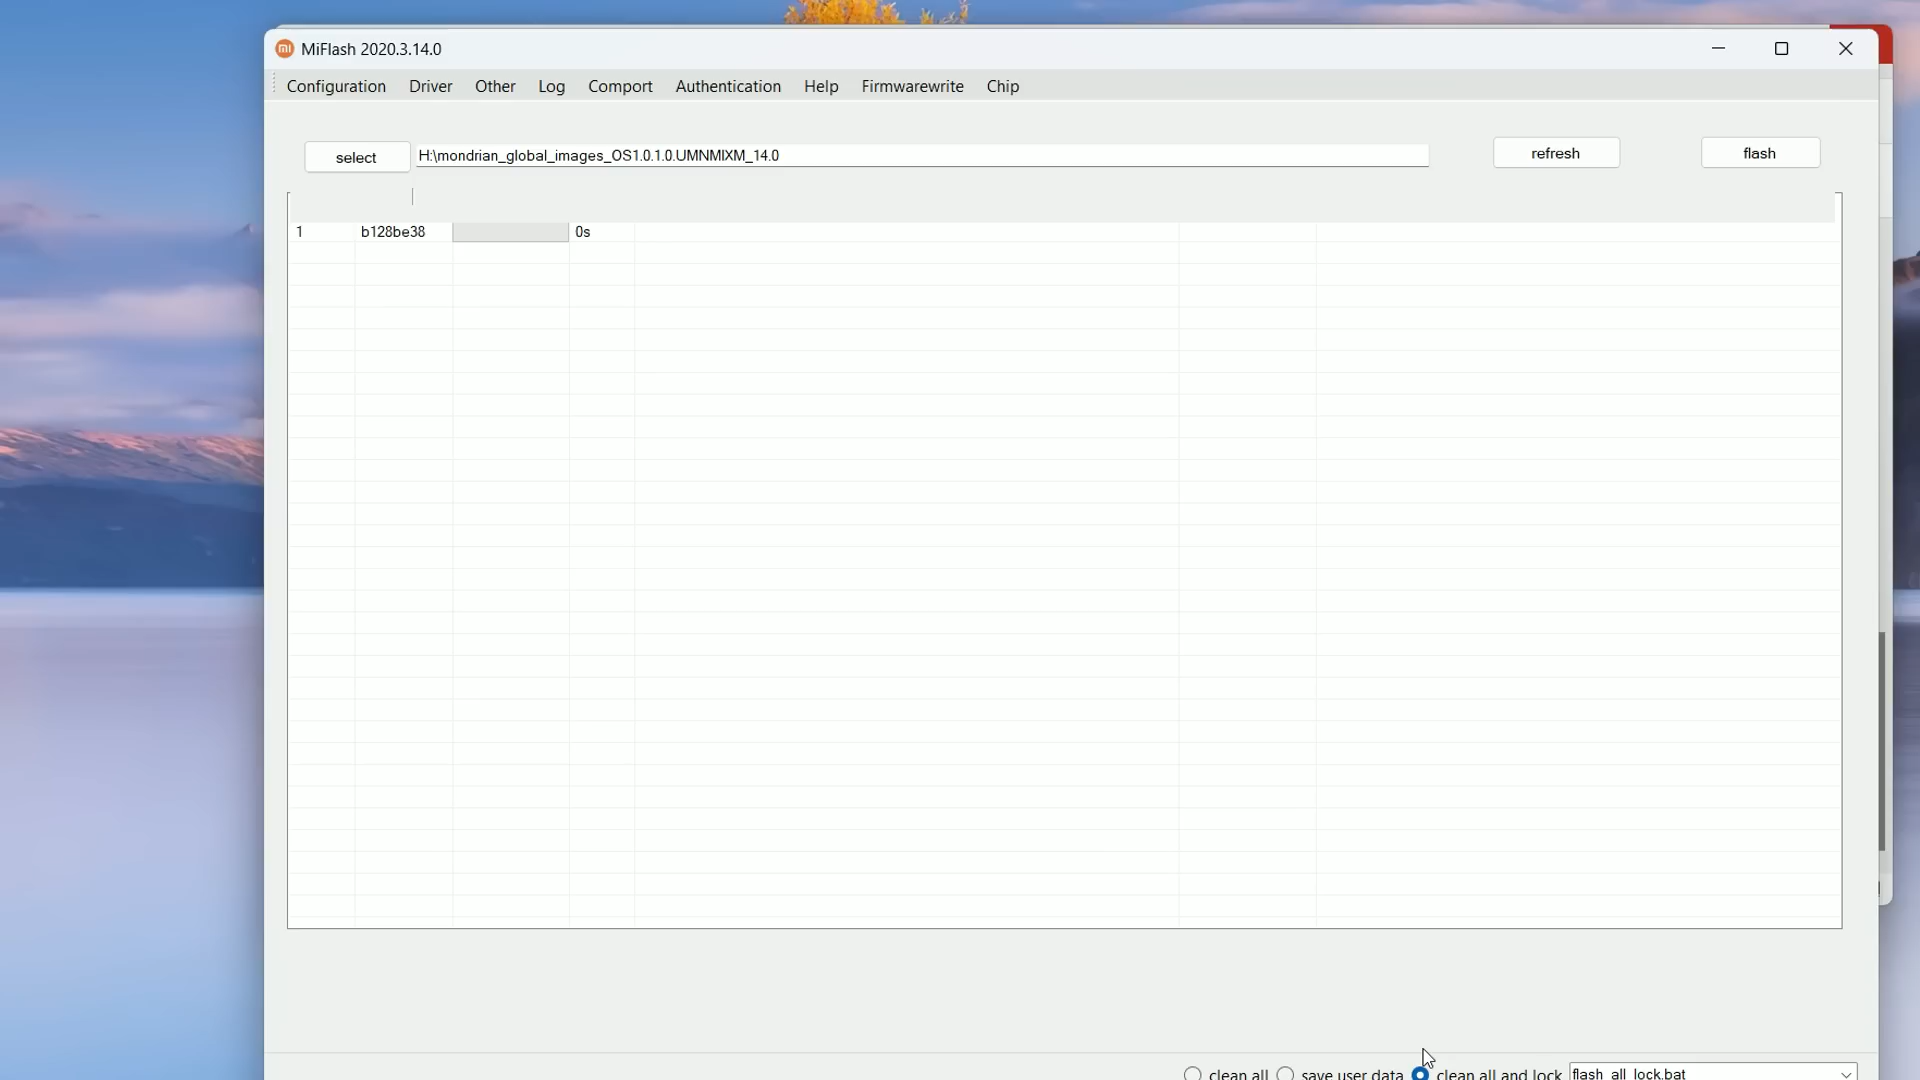 mi MiFlash 2020.3.14.0
Configuration Driver Other Log Comport Authentication Help Firmwarewrite Chip
select H:\mondrian_global_images_OS1.0.1.0.UMNMIXM_14.0 refresh flash
1 b128be38 0s
clean all save user data clean all and lock flash_all_lock.bat